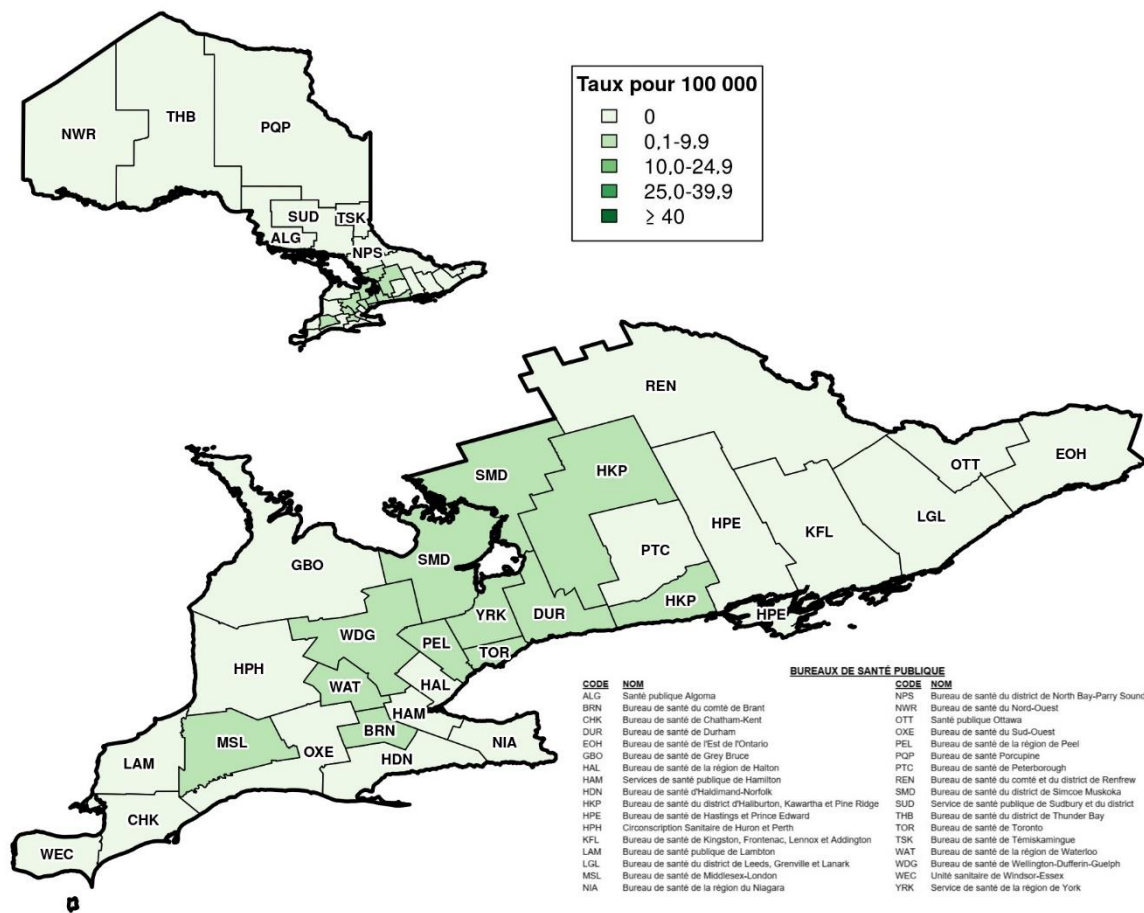 Taux pour 100 000
0
0,1-9.9
10,0-24,9
25,0-39,9
≥ 40
NWR
THB
PQP
SUD
TSK
ALG
NPS
REN
SMD
HKP
OTT
EOH
HPE
KFL
LGL
PTC
SMD
GBO
HKP
YRK
DUR
HPE
WDG
PEL
TOR
HPH
WAT
HAL
HAM
BRN
MSL
OXE
NIA
HDN
LAM
CHK
WEC
BUREAUX DE SANTÉ PUBLIQUE
CODE NOM
ALG Santé publique Algoma
BRN Bureau de santé du comté de Brant
CHK Bureau de santé de Chatham-Kent
DUR Bureau de santé de Durham
EOH Bureau de santé de l'Est de l'Ontario
GBO Bureau de santé de Grey Bruce
HAL Bureau de la région de Halton
HAM Services de santé publique de Hamilton
HDN Bureau de santé d'Haldimand-Norfolk
HKP Bureau de santé du district d'Haliburton, Kawartha et Pine Ridge
HPE Bureau de santé de Hastings et Prince Edward
HPH Circonscription Sanitaire de Huron et Perth
KFL Bureau de santé de Kingston, Frontenac, Lennox et Addington
LAM Bureau de santé publique de Lambton
LGL Bureau de santé du district de Leeds, Grenville et Lanark
MSL Bureau de santé de Middlesex-London
NIA Bureau de santé de la région du Niagara
CODE NOM
NPS Bureau de santé du district de North Bay-Parry Sound
NWR Bureau de santé du Nord-Ouest
OTT Santé publique Ottawa
OXE Bureau de santé du Sud-Ouest
PEL Bureau de santé de la région de Peel
PQP Bureau de santé Porcupine
PTC Bureau de santé de Peterborough
REN Bureau de santé du comté et du district de Renfrew
SMD Bureau de santé du district de Simcoe Muskoka
SUD Service de santé publique de Sudbury et du district
THB Bureau de santé du district de Thunder Bay
TOR Bureau de santé de Toronto
TSK Bureau de santé de Témiskamingue
WAT Bureau de santé de la région de Waterloo
WDG Bureau de santé de Wellington-Dufferin-Guelph
WEC Unité sanitaire de Windsor-Essex
YRK Service de santé de la région de York